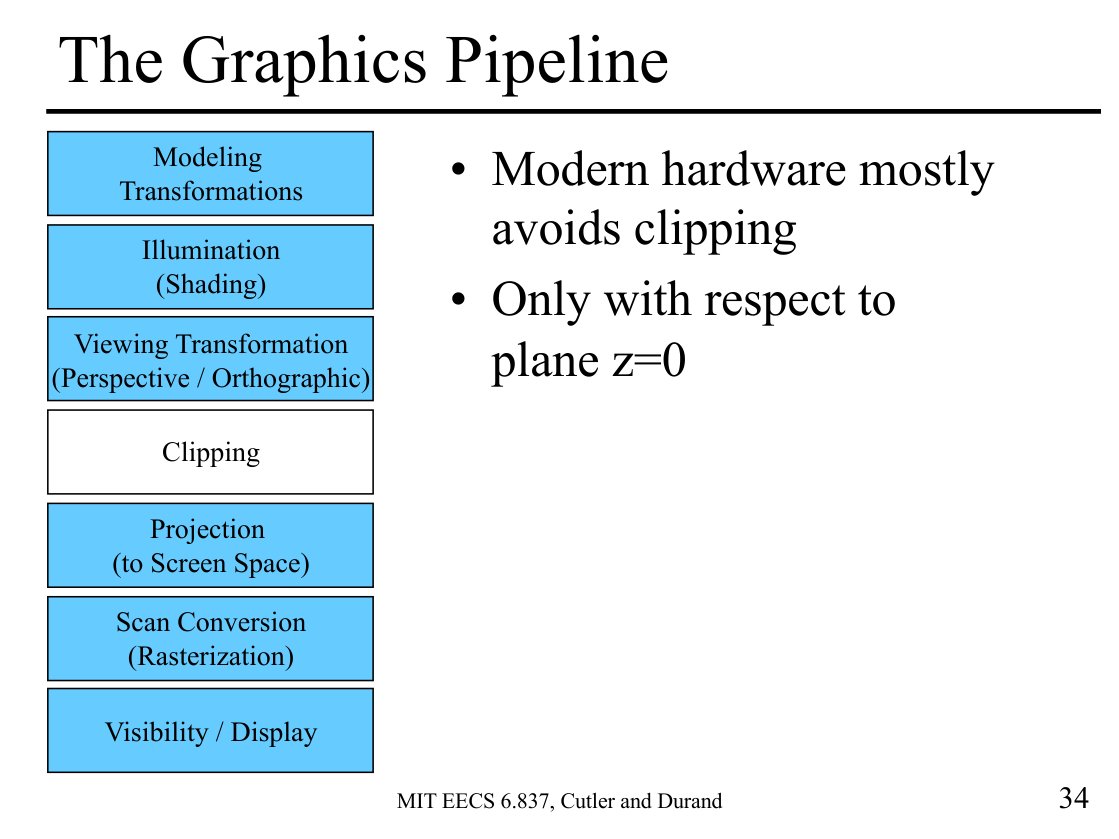 The Graphics Pipeline
Modeling
Transformations
Illumination
(Shading)
Viewing Transformation
(Perspective / Orthographic)
Clipping
Projection
(to Screen Space)
Scan Conversion
(Rasterization)
Visibility / Display
• Modern hardware mostly
avoids clipping
• Only with respect to
plane z=0
MIT EECS 6.837, Cutler and Durand
34